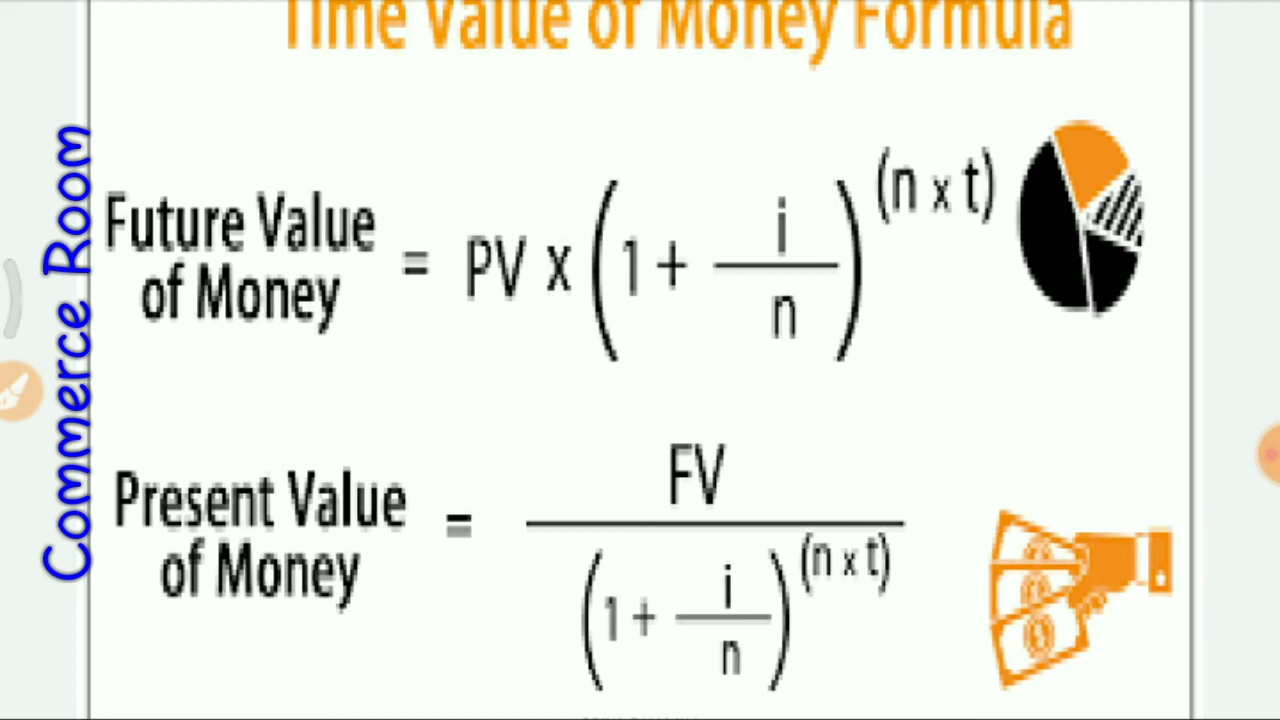 Time Value of Money Formula
Commerce Room
Future Value
of Money
= PV x (1 + i/n)^(n x t)
Present Value
of Money
= FV / (1 + i/n)^(n x t)